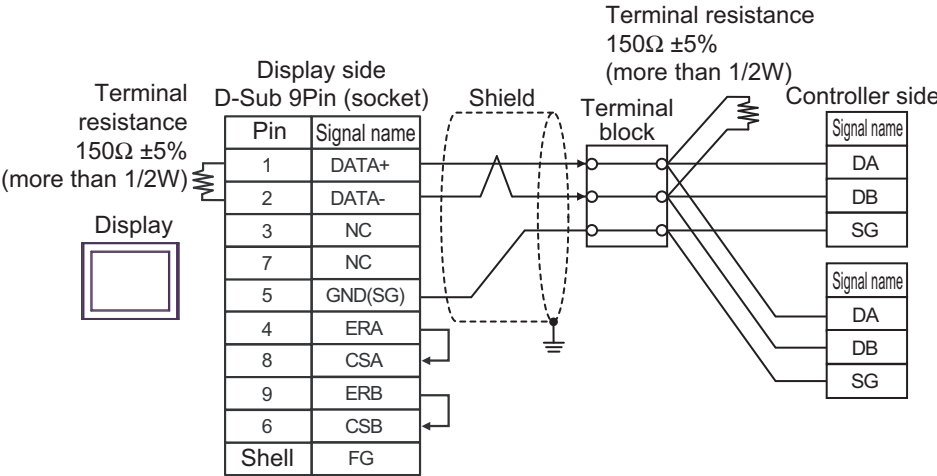 Terminal resistance
150Ω ±5%
(more than 1/2W)
Terminal
resistance
150Ω ±5%
(more than 1/2W)
Display
Display side
D-Sub 9Pin (socket)
Pin Signal name
1 DATA+
2 DATA-
3 NC
7 NC
5 GND(SG)
4 ERA
8 CSA
9 ERB
6 CSB
Shell FG
Shield
Terminal
block
Controller side
Signal name
DA
DB
SG
Signal name
DA
DB
SG